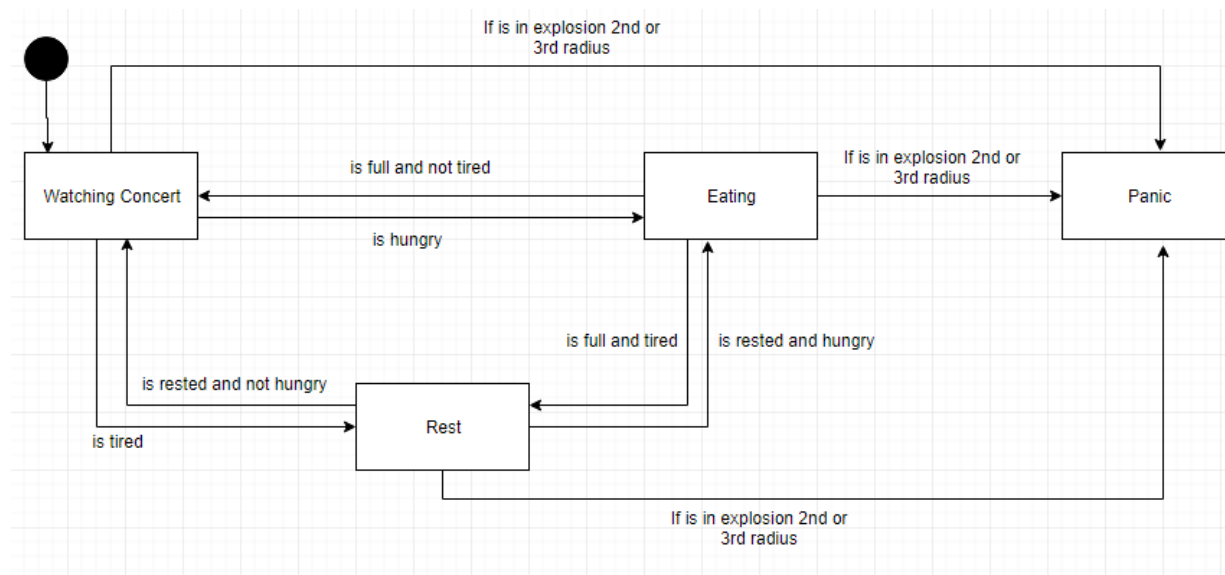 If is in explosion 2nd or
3rd radius
is full and not tired
If is in explosion 2nd or
3rd radius
Watching Concert
Eating
Panic
is hungry
is full and tired
is rested and hungry
is rested and not hungry
Rest
is tired
If is in explosion 2nd or
3rd radius